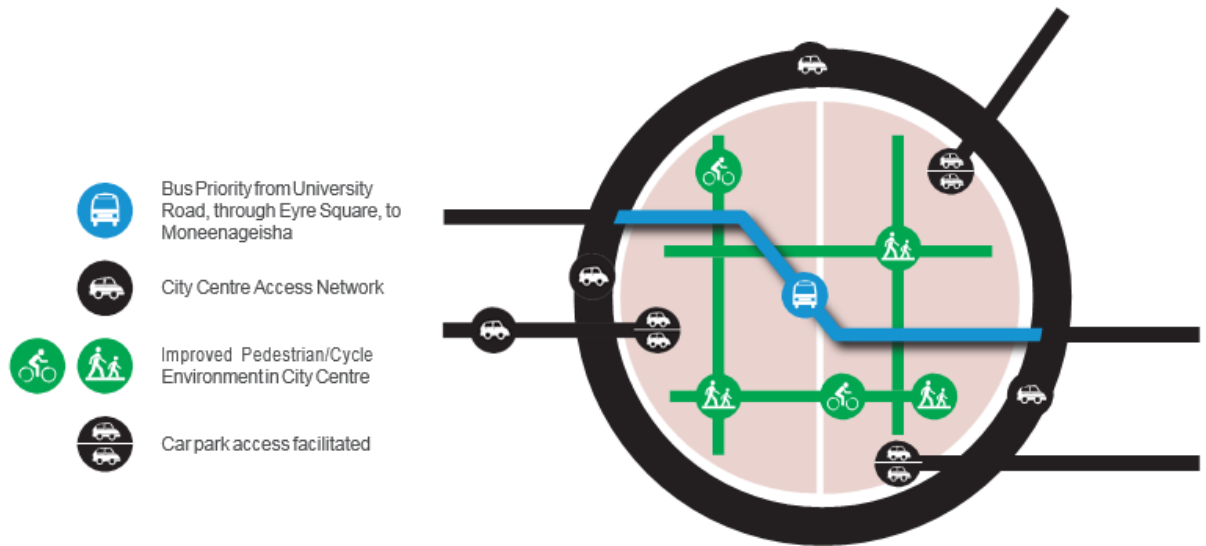 Bus Priority from University
Road, through Eyre Square, to
Moneenageisha
City Centre Access Network
Improved Pedestrian/Cycle
Environment in City Centre
Car park access facilitated